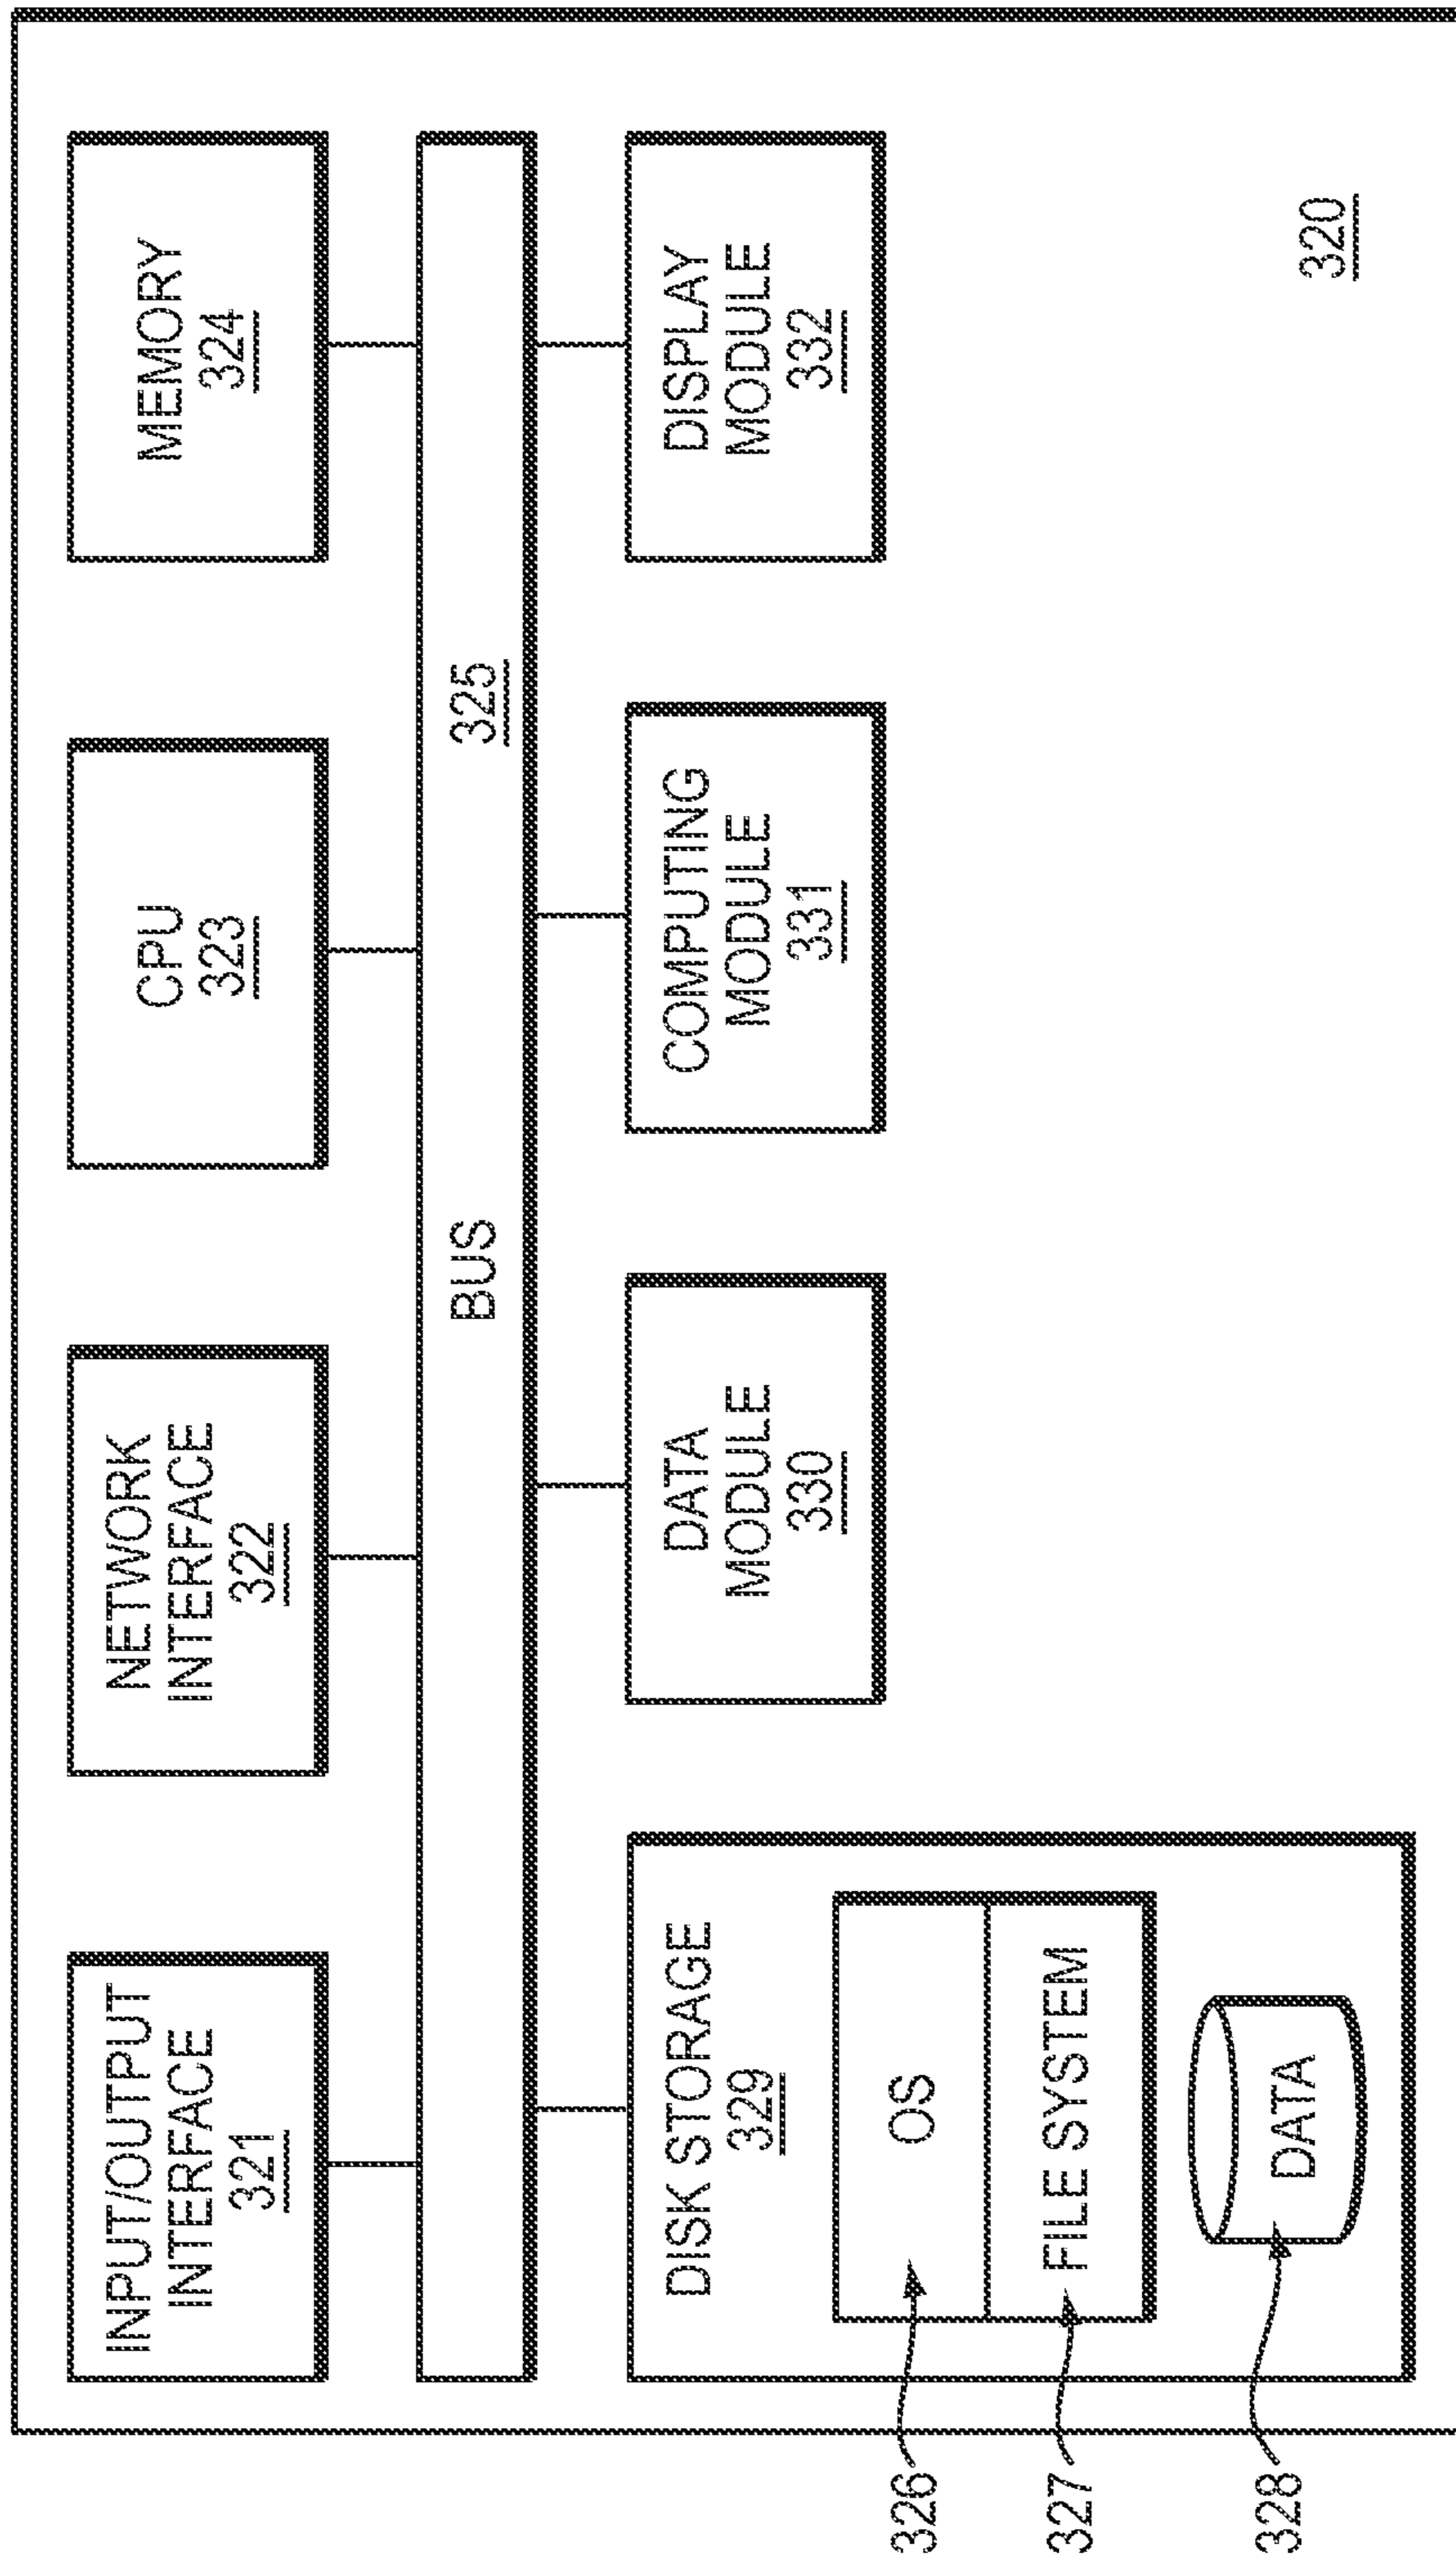 INPUT/OUTPUT
INTERFACE
321
NETWORK
INTERFACE
322
CPU
323
MEMORY
324
BUS
325
DISK STORAGE
329
OS
FILE SYSTEM
DATA
326
327
328
DATA
MODULE
330
COMPUTING
MODULE
331
DISPLAY
MODULE
332
320